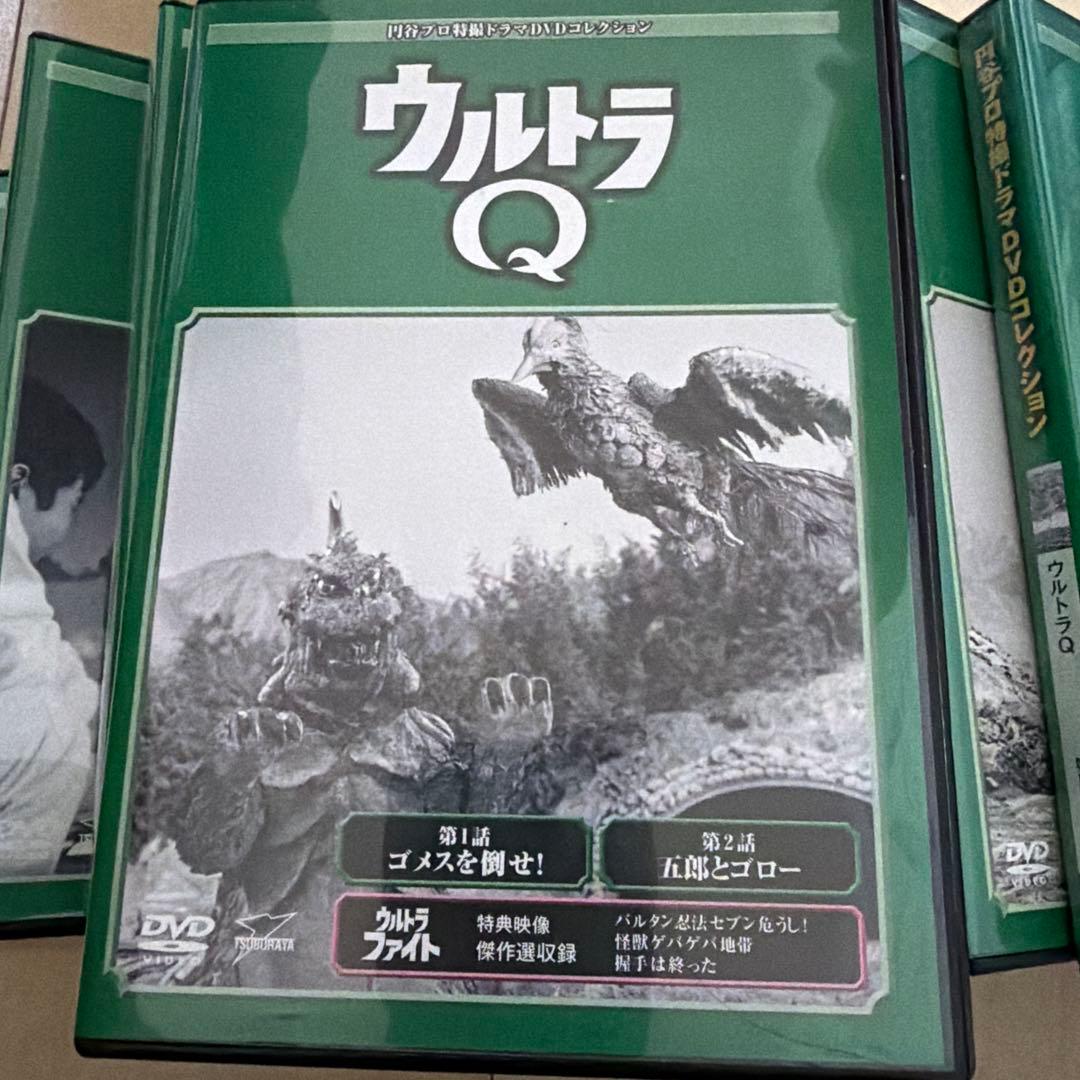 円谷プロ特撮ドラマDVDコレクション
ウルトラ
Q
第1話
ゴメスを倒せ!
第2話
五郎とゴロー
ウルトラ
ファイト
特典映像
傑作選収録
バルタン忍法セブン危うし!
怪獣ゲバゲバ地帯
握手は終った
DVD
VIDEO
TSUBURAYA
円谷プロ特撮ドラマDVDコレクション
ウルトラQ
DVD
VIDEO